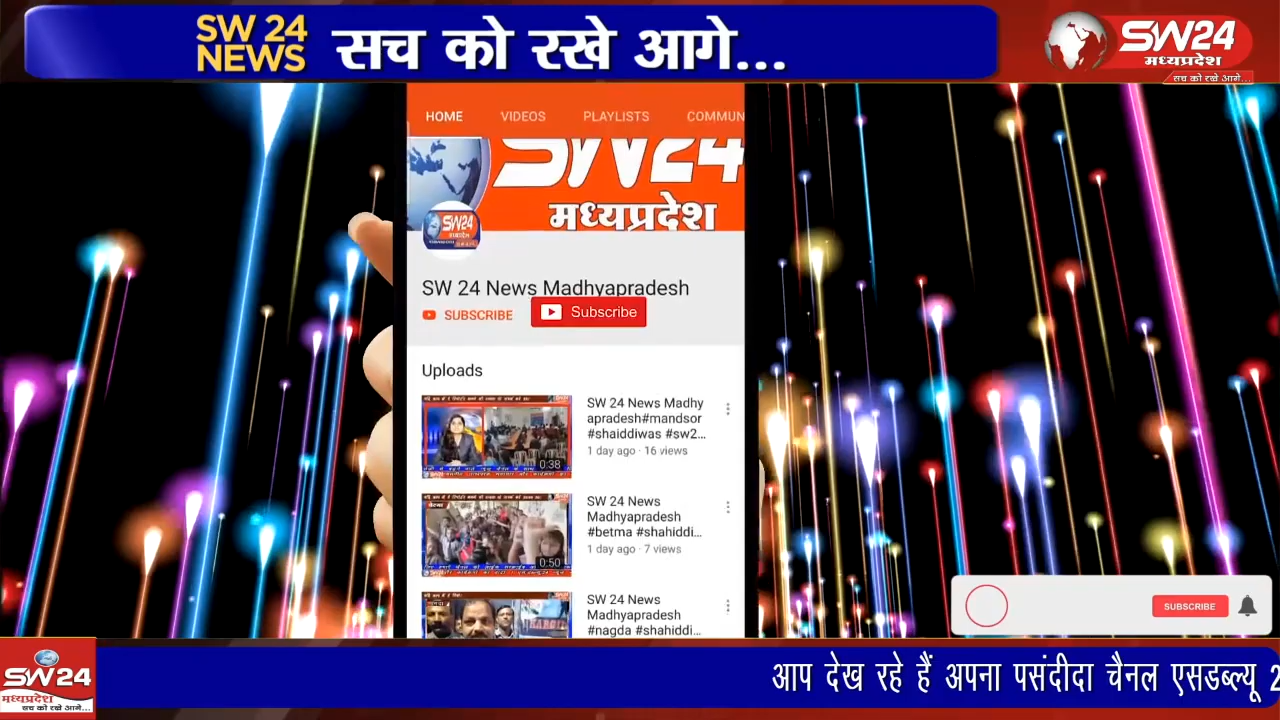 SW 24
NEWS
सच को रखे आगे...
SW24
मध्यप्रदेश
सच को रखे आगे...
HOME VIDEOS PLAYLISTS COMMUN
SW24
मध्यप्रदेश
SW24
SW 24 News Madhyapradesh
SUBSCRIBE
Subscribe
Uploads
SW 24 News Madhy
apradesh#mandsor
#shaiddiwas #sw2...
1 day ago · 16 views
0:38
SW 24 News
Madhyapradesh
#betma #shahiddi...
1 day ago · 7 views
0:50
SW 24 News
Madhyapradesh
#nagda #shahiddi...
SUBSCRIBE
SW24
मध्यप्रदेश
सच को रखे आगे...
आप देख रहे हैं अपना पसंदीदा चैनल एसडब्ल्यू 2